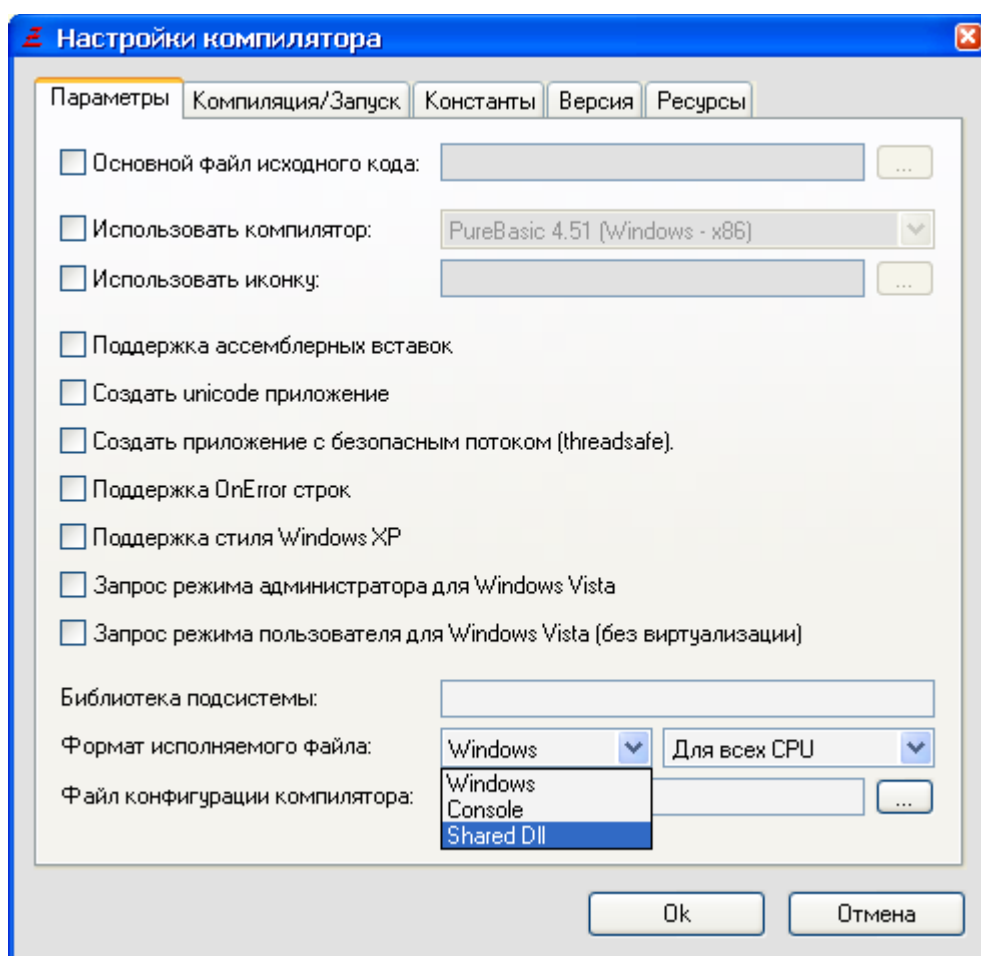 Настройки компилятора
Параметры Компиляция/Запуск Константы Версия Ресурсы
Основной файл исходного кода: ...
Использовать компилятор: PureBasic 4.51 (Windows - x86)
Использовать иконку: ...
Поддержка ассемблерных вставок
Создать unicode приложение
Создать приложение с безопасным потоком (threadsafe).
Поддержка OnError строк
Поддержка стиля Windows XP
Запрос режима администратора для Windows Vista
Запрос режима пользователя для Windows Vista (без виртуализации)
Библиотека подсистемы:
Формат исполняемого файла: Windows Для всех CPU
Windows
Файл конфигурации компилятора: ...
Console
Shared Dll
Ok Отмена